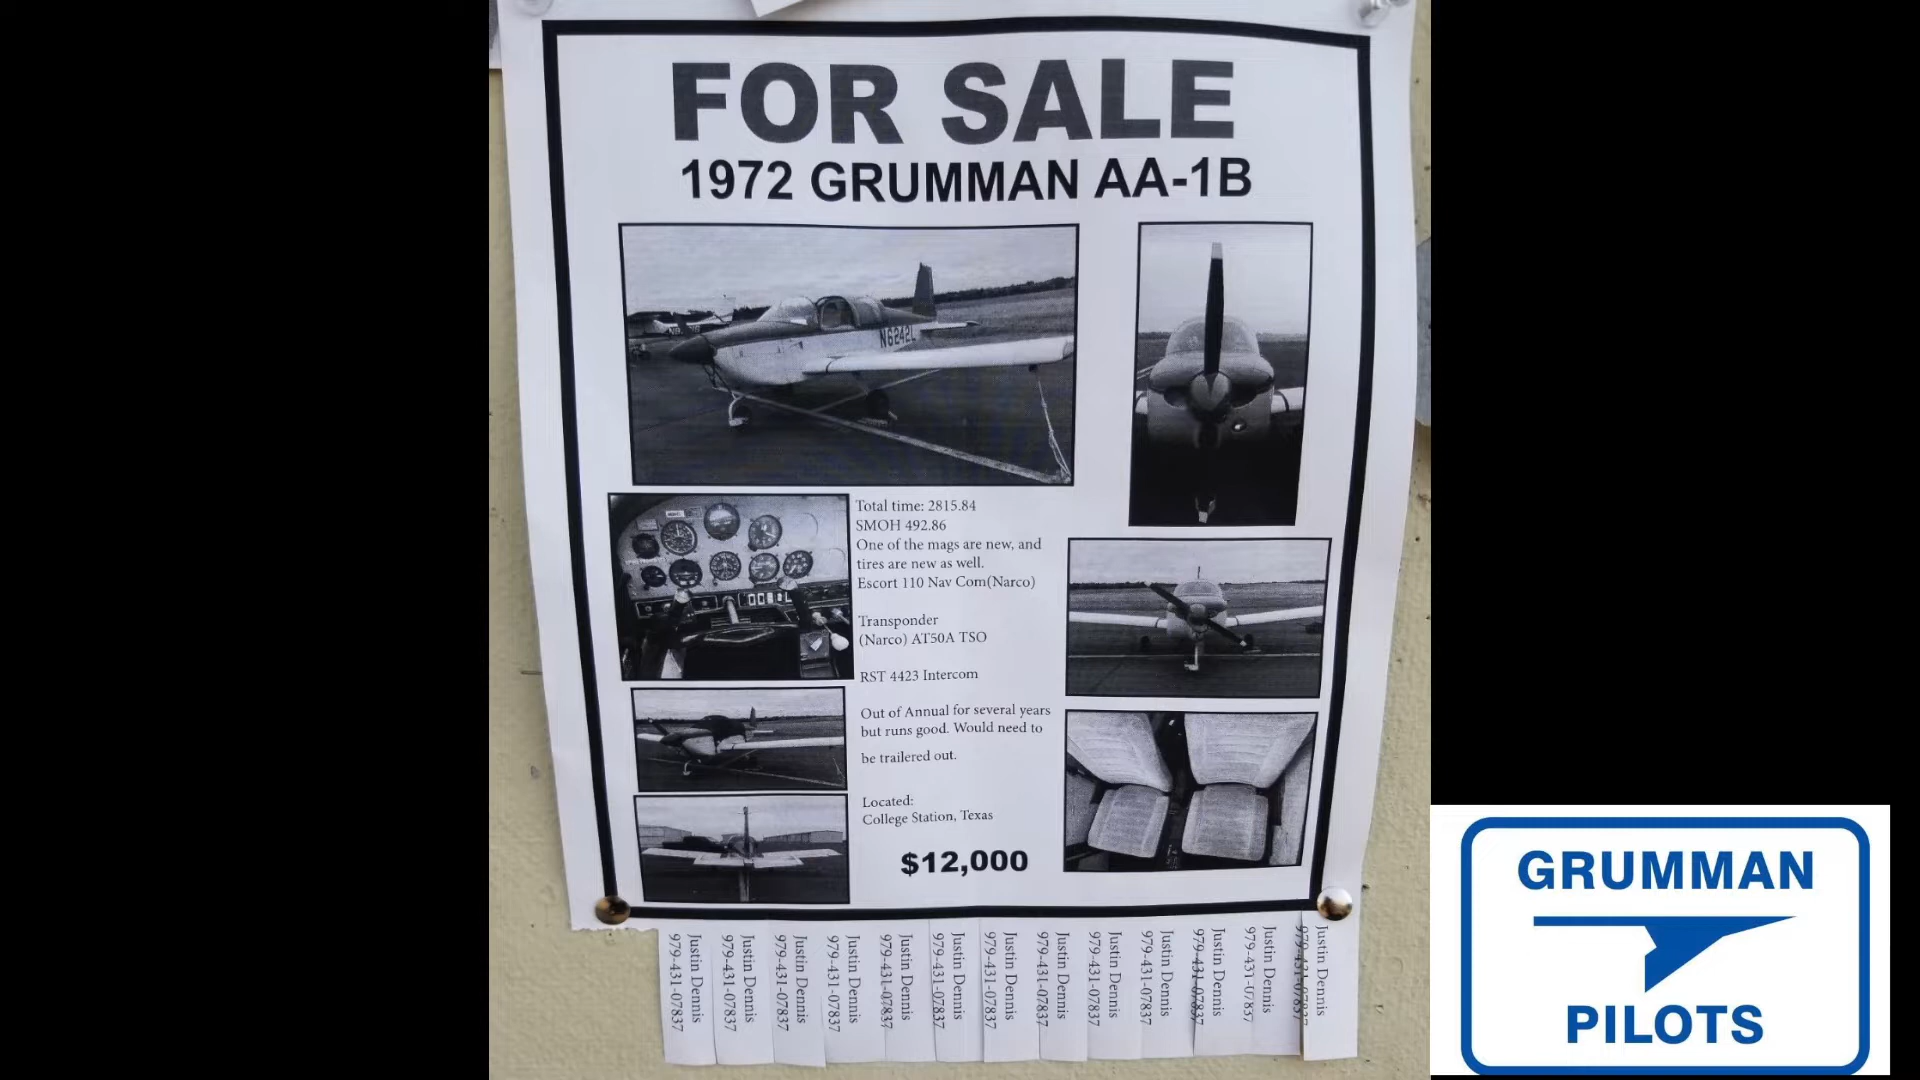 FOR SALE
1972 GRUMMAN AA-1B
N6242L
Total time: 2815.84
SMOH 492.86
One of the mags are new, and
tires are new as well.
Escort 110 Nav Com(Narco)
Transponder
(Narco) AT50A TSO
RST 4423 Intercom
Out of Annual for several years
but runs good. Would need to
be trailered out.
Located:
College Station, Texas
$12,000
Justin Dennis
979-431-07837
Justin Dennis
979-431-07837
Justin Dennis
979-431-07837
Justin Dennis
979-431-07837
Justin Dennis
979-431-07837
Justin Dennis
979-431-07837
Justin Dennis
979-431-07837
Justin Dennis
979-431-07837
Justin Dennis
979-431-07837
Justin Dennis
979-431-07837
Justin Dennis
979-431-07837
Justin Dennis
979-431-07837
Justin Dennis
979-431-07837
GRUMMAN
PILOTS